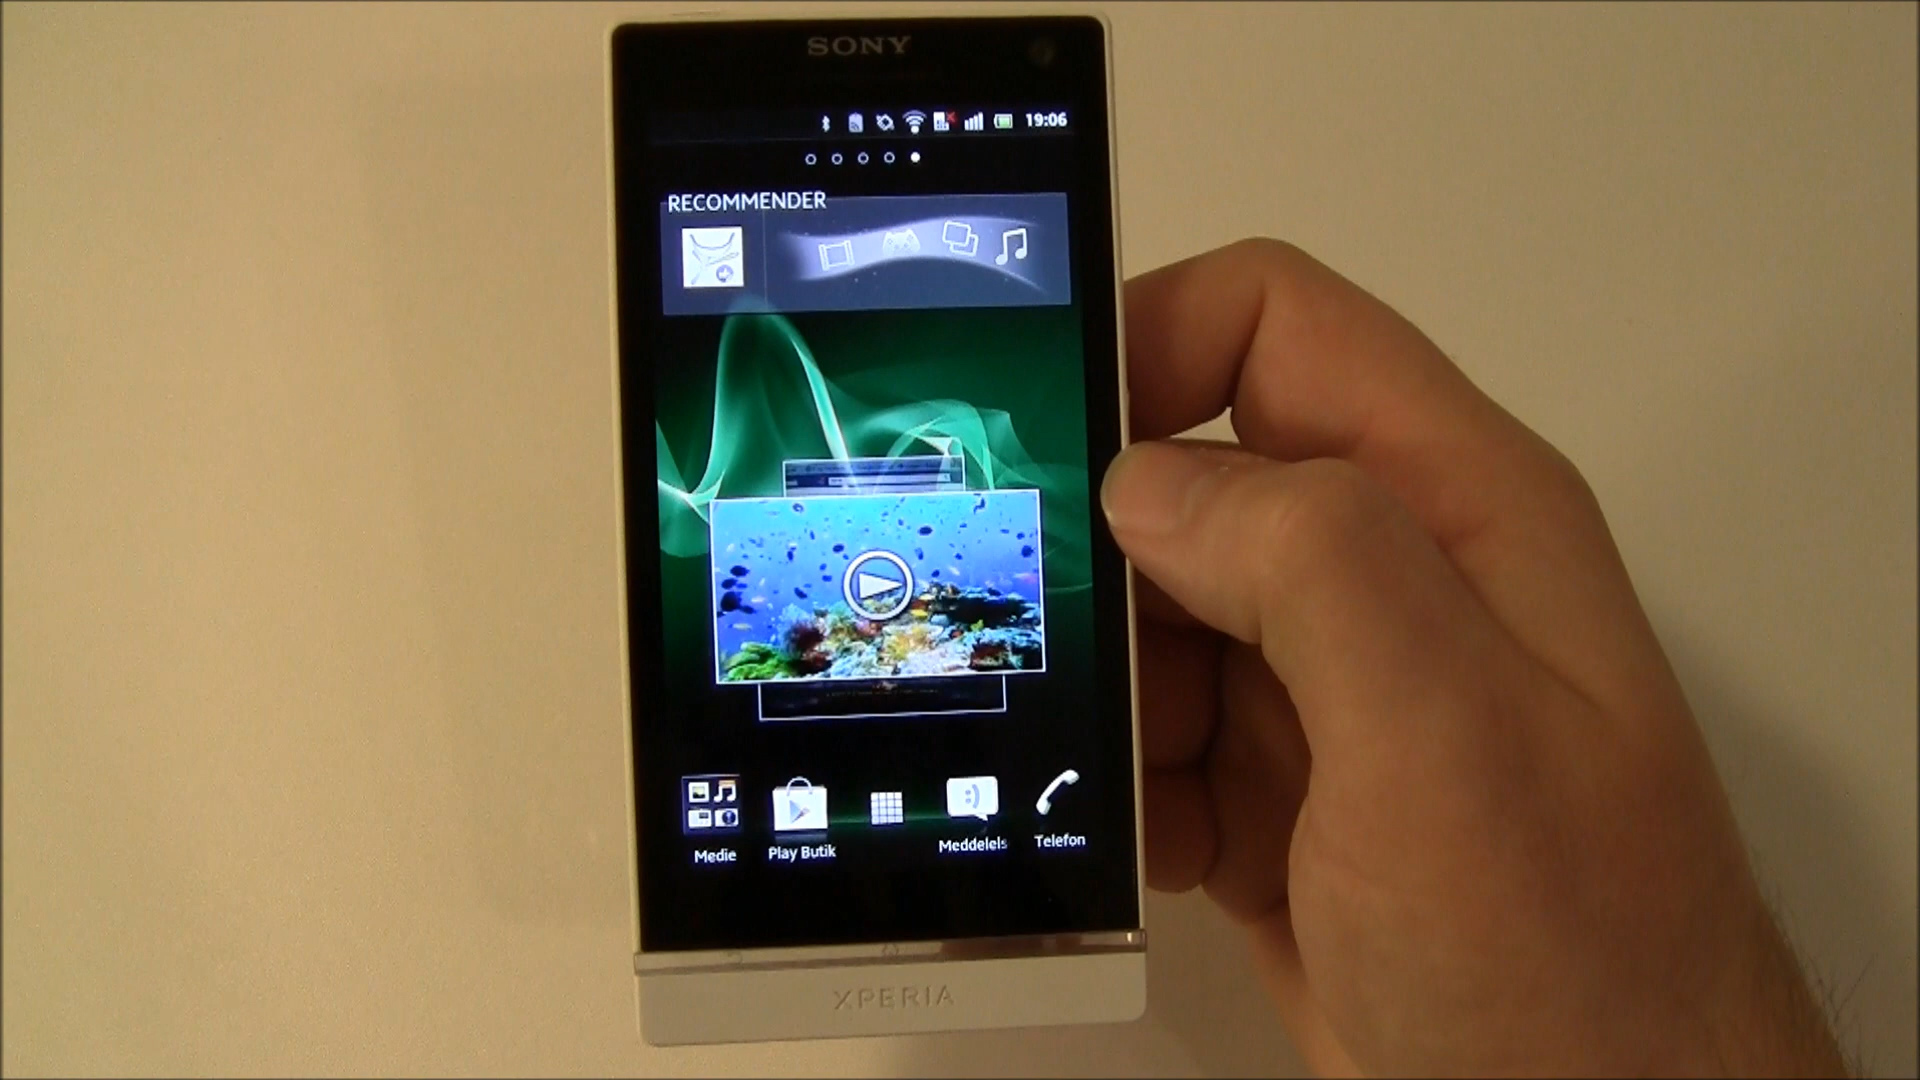 SONY
19:06
RECOMMENDER
Medie
Play Butik
Meddelels
Telefon
XPERIA